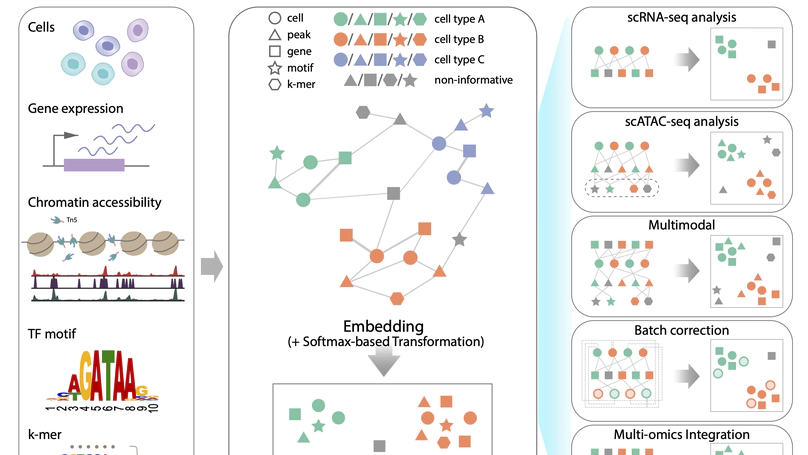 Cells
Gene expression
Chromatin accessibility
Tn5
TF motif
GATAA
1 2 3 4 5 6 7 8 9 10
k-mer
cell
peak
gene
motif
k-mer
cell type A
cell type B
cell type C
non-informative
Embedding
(+ Softmax-based Transformation)
scRNA-seq analysis
scATAC-seq analysis
Multimodal
Batch correction
Multi-omics Integration